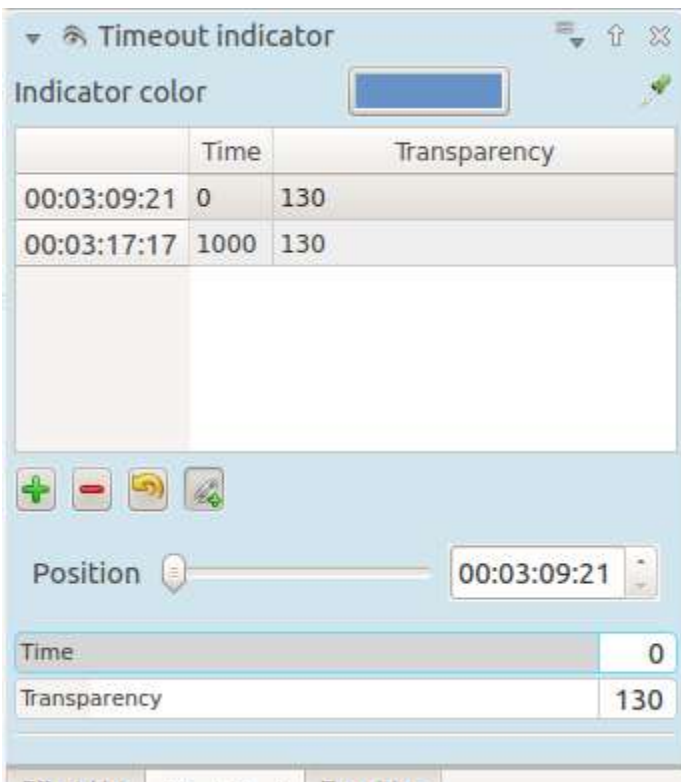 Timeout indicator
Indicator color
Time Transparency
00:03:09:21 0 130
00:03:17:17 1000 130
Position 00:03:09:21
Time 0
Transparency 130